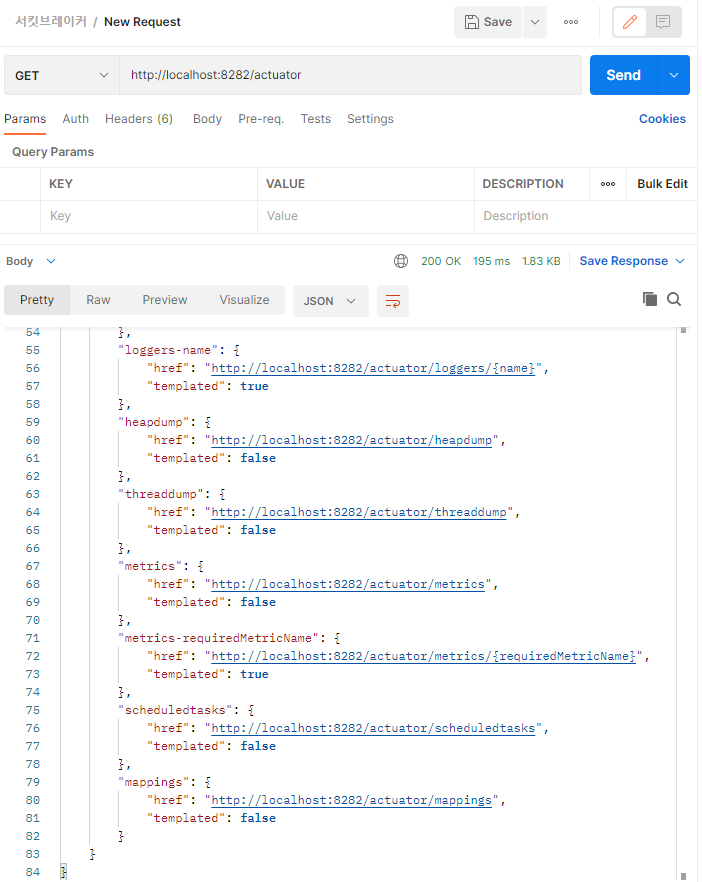 서킷브레이커 / New Request
Save
GET http://localhost:8282/actuator Send
Params Auth Headers (6) Body Pre-req. Tests Settings Cookies
Query Params
KEY VALUE DESCRIPTION Bulk Edit
Key Value Description
Body 200 OK 195 ms 1.83 KB Save Response
Pretty Raw Preview Visualize JSON
54 },
55 "loggers-name": {
56 "href": "http://localhost:8282/actuator/loggers/{name}",
57 "templated": true
58 },
59 "heapdump": {
60 "href": "http://localhost:8282/actuator/heapdump",
61 "templated": false
62 },
63 "threaddump": {
64 "href": "http://localhost:8282/actuator/threaddump",
65 "templated": false
66 },
67 "metrics": {
68 "href": "http://localhost:8282/actuator/metrics",
69 "templated": false
70 },
71 "metrics-requiredMetricName": {
72 "href": "http://localhost:8282/actuator/metrics/{requiredMetricName}",
73 "templated": true
74 },
75 "scheduledtasks": {
76 "href": "http://localhost:8282/actuator/scheduledtasks",
77 "templated": false
78 },
79 "mappings": {
80 "href": "http://localhost:8282/actuator/mappings",
81 "templated": false
82 }
83 }
84 }